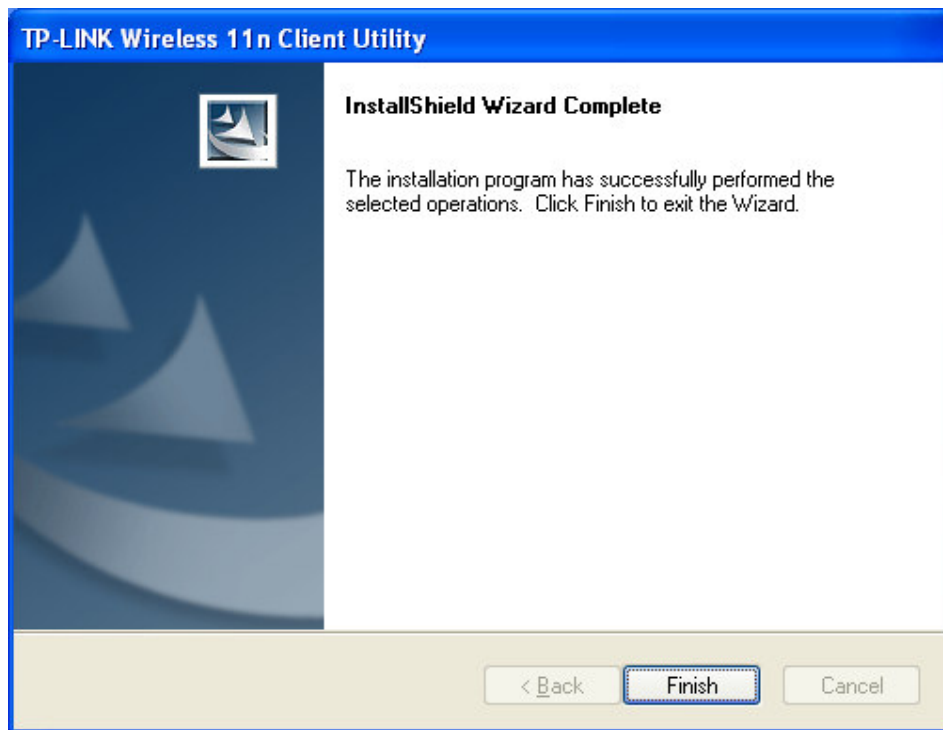 TP-LINK Wireless 11n Client Utility
InstallShield Wizard Complete
The installation program has successfully performed the
selected operations.  Click Finish to exit the Wizard.
< Back
Finish
Cancel